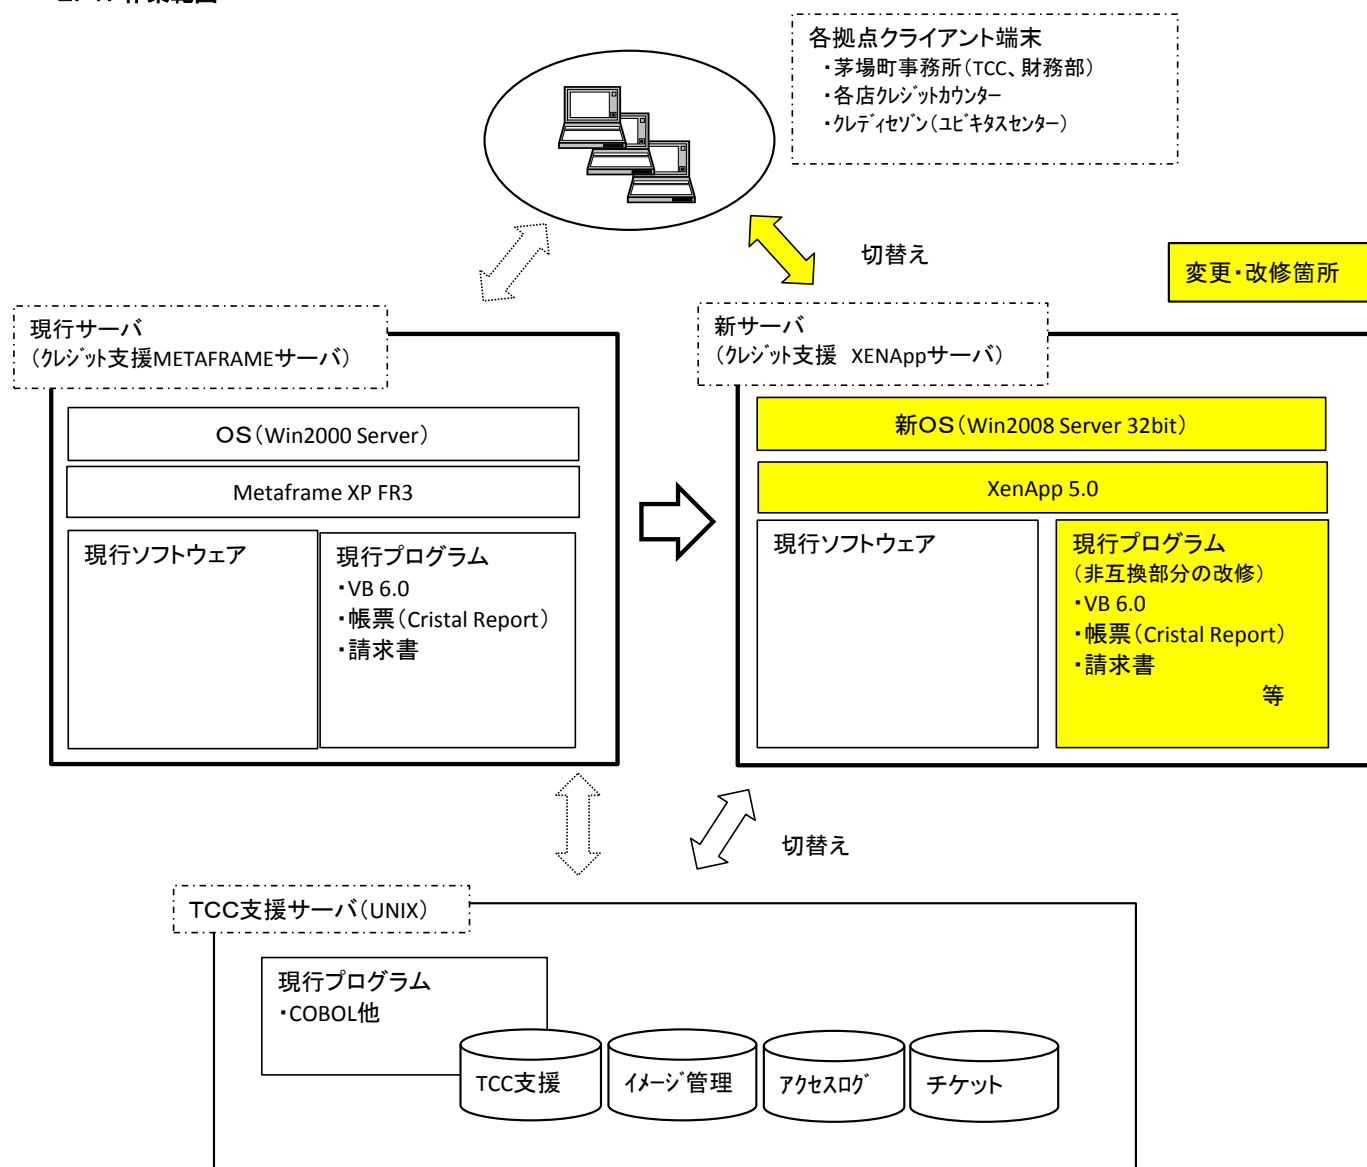 各拠点クライアント端末
・茅場町事務所（TCC、財務部）
・各店ｸﾚｼﾞｯﾄｶｳﾝﾀｰ
・ｸﾚﾃﾞｨｾｿﾞﾝ（ﾕﾋﾞｷﾀｽｾﾝﾀｰ）
切替え
変更・改修箇所
現行サーバ
（ｸﾚｼﾞｯﾄ支援METAFRAMEサーバ）
OS（Win2000 Server）
Metaframe XP FR3
現行ソフトウェア
現行プログラム
・VB 6.0
・帳票（Cristal Report）
・請求書
新サーバ
（ｸﾚｼﾞｯﾄ支援 XENAppサーバ）
新OS（Win2008 Server 32bit）
XenApp 5.0
現行ソフトウェア
現行プログラム
（非互換部分の改修）
・VB 6.0
・帳票（Cristal Report）
・請求書
等
切替え
TCC支援サーバ（UNIX）
現行プログラム
・COBOL他
TCC支援
ｲﾒｰｼﾞ管理
ｱｸｾｽﾛｸﾞ
チケット